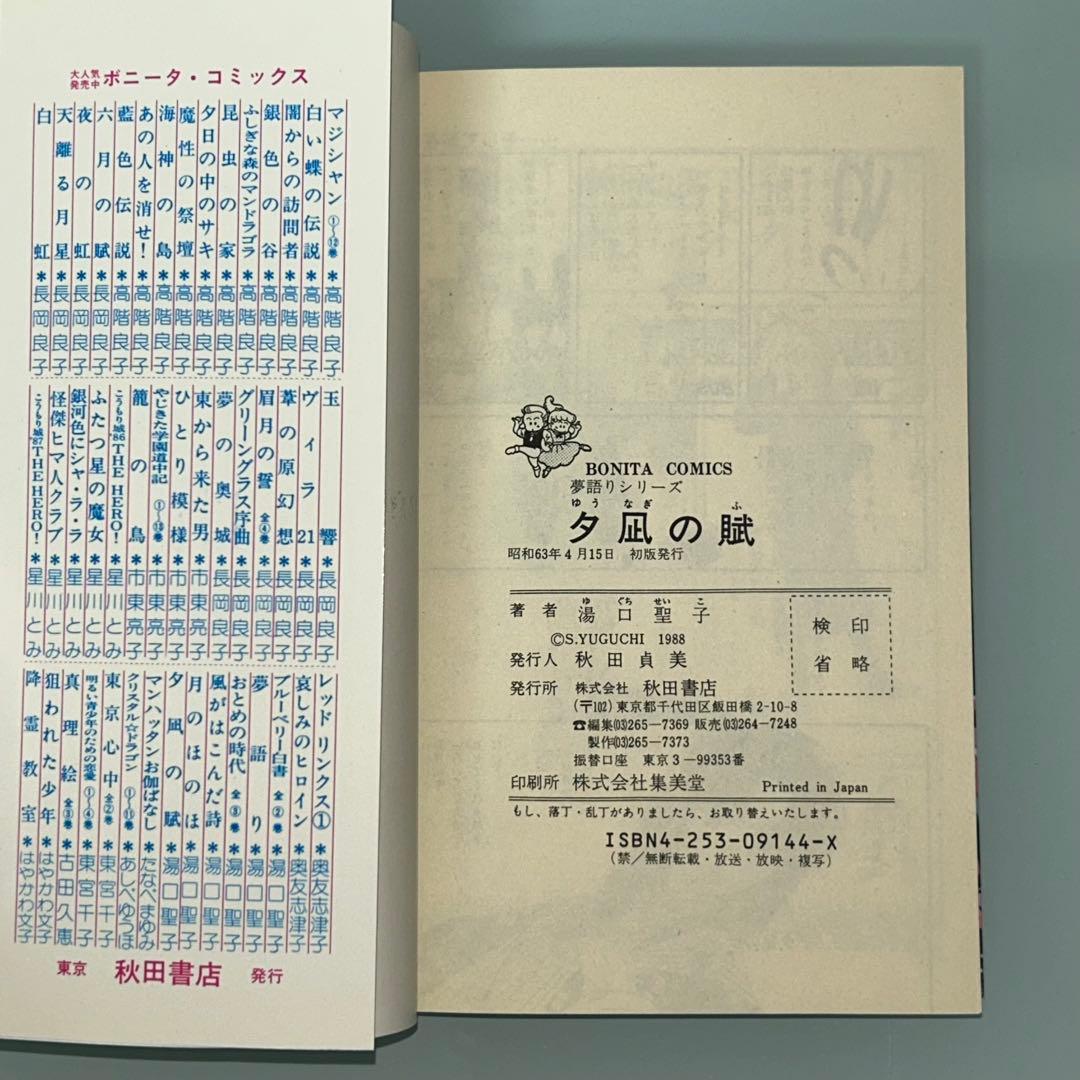 大人気
発売中
ボニータ・コミックス
マジシャン ①〜⑫巻 * 高階良子
白い蝶の伝説 * 高階良子
闇からの訪問者 * 高階良子
銀色の谷 * 高階良子
ふしぎな森のマンドラゴラ * 高階良子
昆虫の家 * 高階良子
夕日の中のサキ * 高階良子
魔性の祭壇 * 高階良子
海神の島 * 高階良子
あの人を消せ! * 高階良子
藍色伝説 * 高階良子
六月の賦 * 長岡良子
夜の虹 * 長岡良子
天離る月星 * 長岡良子
白虹 * 長岡良子
玉響 * 長岡良子
ヴィラ21 * 長岡良子
葦の原幻想 * 長岡良子
眉月の誓 全④巻 * 長岡良子
グリーングラス序曲 * 長岡良子
夢の奥城 * 長岡良子
東から来た男 * 市東亮子
ひとり模様 * 市東亮子
やじきた学園道中記 ①〜⑬巻 * 市東亮子
籠の鳥 * 市東亮子
こうもり城'86 THE HERO! * 星川とみ
ふたつ星の魔女 * 星川とみ
銀河色にシャ・ラ・ラ * 星川とみ
怪傑ヒマ人クラブ * 星川とみ
こうもり城'87 THE HERO! * 星川とみ
レッドリンクス① * 奥友志津子
哀しみのヒロイン * 奥友志津子
ブルーベリー白書 全②巻 * 湯口聖子
夢語り * 湯口聖子
おとめの時代 全③巻 * 湯口聖子
風がはこんだ詩 * 湯口聖子
月のほのほ * 湯口聖子
夕凪の賦 * 湯口聖子
マンハッタンお伽ばなし * たなべまゆみ
クリスタル☆ドラゴン ①〜⑪巻 * あしべゆうほ
東京心中 全②巻 * 東宮千子
明るい青少年のための恋愛 ①〜④巻 * 東宮千子
真理絵 全③巻 * 古田久恵
狙われた少年 * はやかわ文子
降霊教室 * はやかわ文子
東京 秋田書店 発行
BONITA COMICS
夢語りシリーズ
ゆう なぎ ふ
夕凪の賦
昭和63年4月15日 初版発行
ゆ ぐち せい こ
著者 湯口聖子
©S.YUGUCHI 1988
発行人 秋田貞美
発行所 株式会社 秋田書店
(〒102) 東京都千代田区飯田橋2-10-8
☎編集(03)265-7369 販売(03)264-7248
製作(03)265-7373
振替口座 東京3-99353番
印刷所 株式会社集美堂 Printed in Japan
検印
省略
もし、落丁・乱丁がありましたら、お取り替えいたします。
ISBN4-253-09144-X
(禁/無断転載・放送・放映・複写)